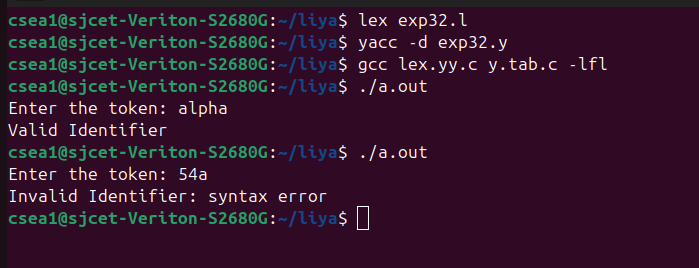 csea1@sjcet-Veriton-S2680G:~/liya$ lex exp32.l
csea1@sjcet-Veriton-S2680G:~/liya$ yacc -d exp32.y
csea1@sjcet-Veriton-S2680G:~/liya$ gcc lex.yy.c y.tab.c -lfl
csea1@sjcet-Veriton-S2680G:~/liya$ ./a.out
Enter the token: alpha
Valid Identifier
csea1@sjcet-Veriton-S2680G:~/liya$ ./a.out
Enter the token: 54a
Invalid Identifier: syntax error
csea1@sjcet-Veriton-S2680G:~/liya$